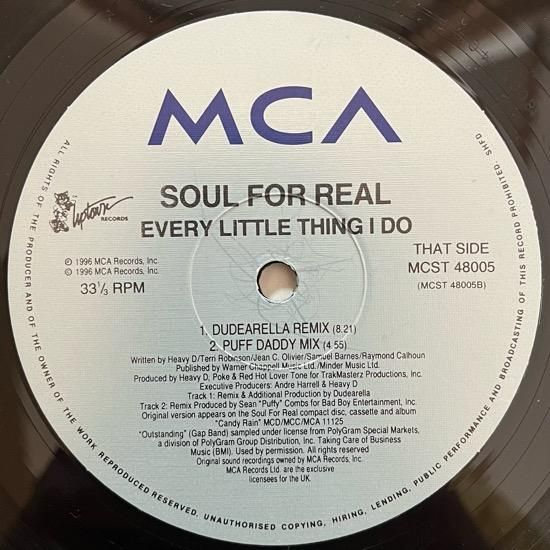 MCA
SOUL FOR REAL
EVERY LITTLE THING I DO
Uptown
RECORDS
THAT SIDE
MCST 48005
(MCST 48005B)
℗ 1996 MCA Records, Inc.
© 1996 MCA Records, Inc.
33⅓ RPM
1. DUDEARELLA REMIX (8.21)
2. PUFF DADDY MIX (4.55)
Written by Heavy D/Terri Robinson/Jean C. Olivier/Samuel Barnes/Raymond Calhoun
Published by Warner Chappell Music Ltd./Minder Music Ltd.
Produced by Heavy D, Poke & Red Hot Lover Tone for TrakMasterz Productions, Inc.
Executive Producers: Andre Harrell & Heavy D
Track 1: Remix & Additional Production by Dudearella
Track 2: Remix Produced by Sean "Puffy" Combs for Bad Boy Entertainment, Inc.
Original version appears on the Soul For Real compact disc, cassette and album
"Candy Rain" MCD/MCC/MCA 11125
"Outstanding" (Gap Band) sampled under license from PolyGram Special Markets,
a division of PolyGram Group Distribution, Inc. Taking Care of Business
Music (BMI). Used by permission. All rights reserved
Original sound recordings owned by MCA Records, Inc.
MCA Records Ltd. are the exclusive
licensees for the UK.
ALL RIGHTS OF THE PRODUCER AND OF THE OWNER OF THE WORK REPRODUCED RESERVED. UNAUTHORISED COPYING, HIRING, LENDING, PUBLIC PERFORMANCE AND BROADCASTING OF THIS RECORD PROHIBITED. SHFD